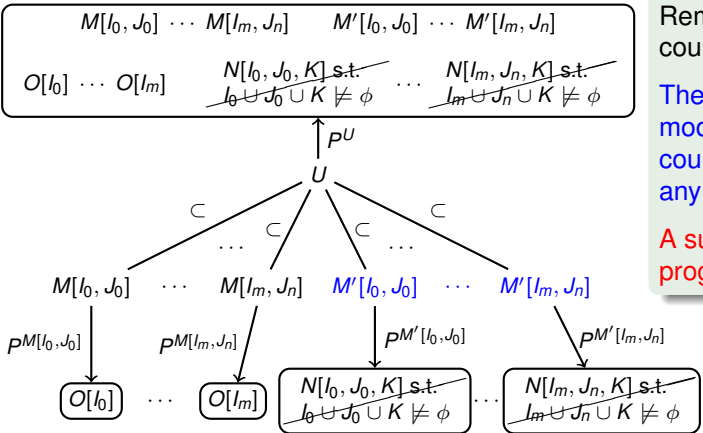 M[I₀, J₀] ··· M[Iₘ, Jₙ] M′[I₀, J₀] ··· M′[Iₘ, Jₙ]
O[I₀] ··· O[Iₘ] N[I₀, J₀, K] s.t. ··· N[Iₘ, Jₙ, K] s.t.
I₀ ∪ J₀ ∪ K ⊭ ϕ Iₘ ∪ Jₙ ∪ K ⊭ ϕ
Pᵁ
U
⊂ ⊂ ⊂ ⊂
··· ···
M[I₀, J₀] ··· M[Iₘ, Jₙ] M′[I₀, J₀] ··· M′[Iₘ, Jₙ]
P^M[I₀,J₀] P^M[Iₘ,Jₙ] P^M′[I₀,J₀] P^M′[Iₘ,Jₙ]
O[I₀] ··· O[Iₘ] N[I₀, J₀, K] s.t. ··· N[Iₘ, Jₙ, K] s.t.
I₀ ∪ J₀ ∪ K ⊭ ϕ Iₘ ∪ Jₙ ∪ K ⊭ ϕ
cou
The
mod
cou
any
A su
prog